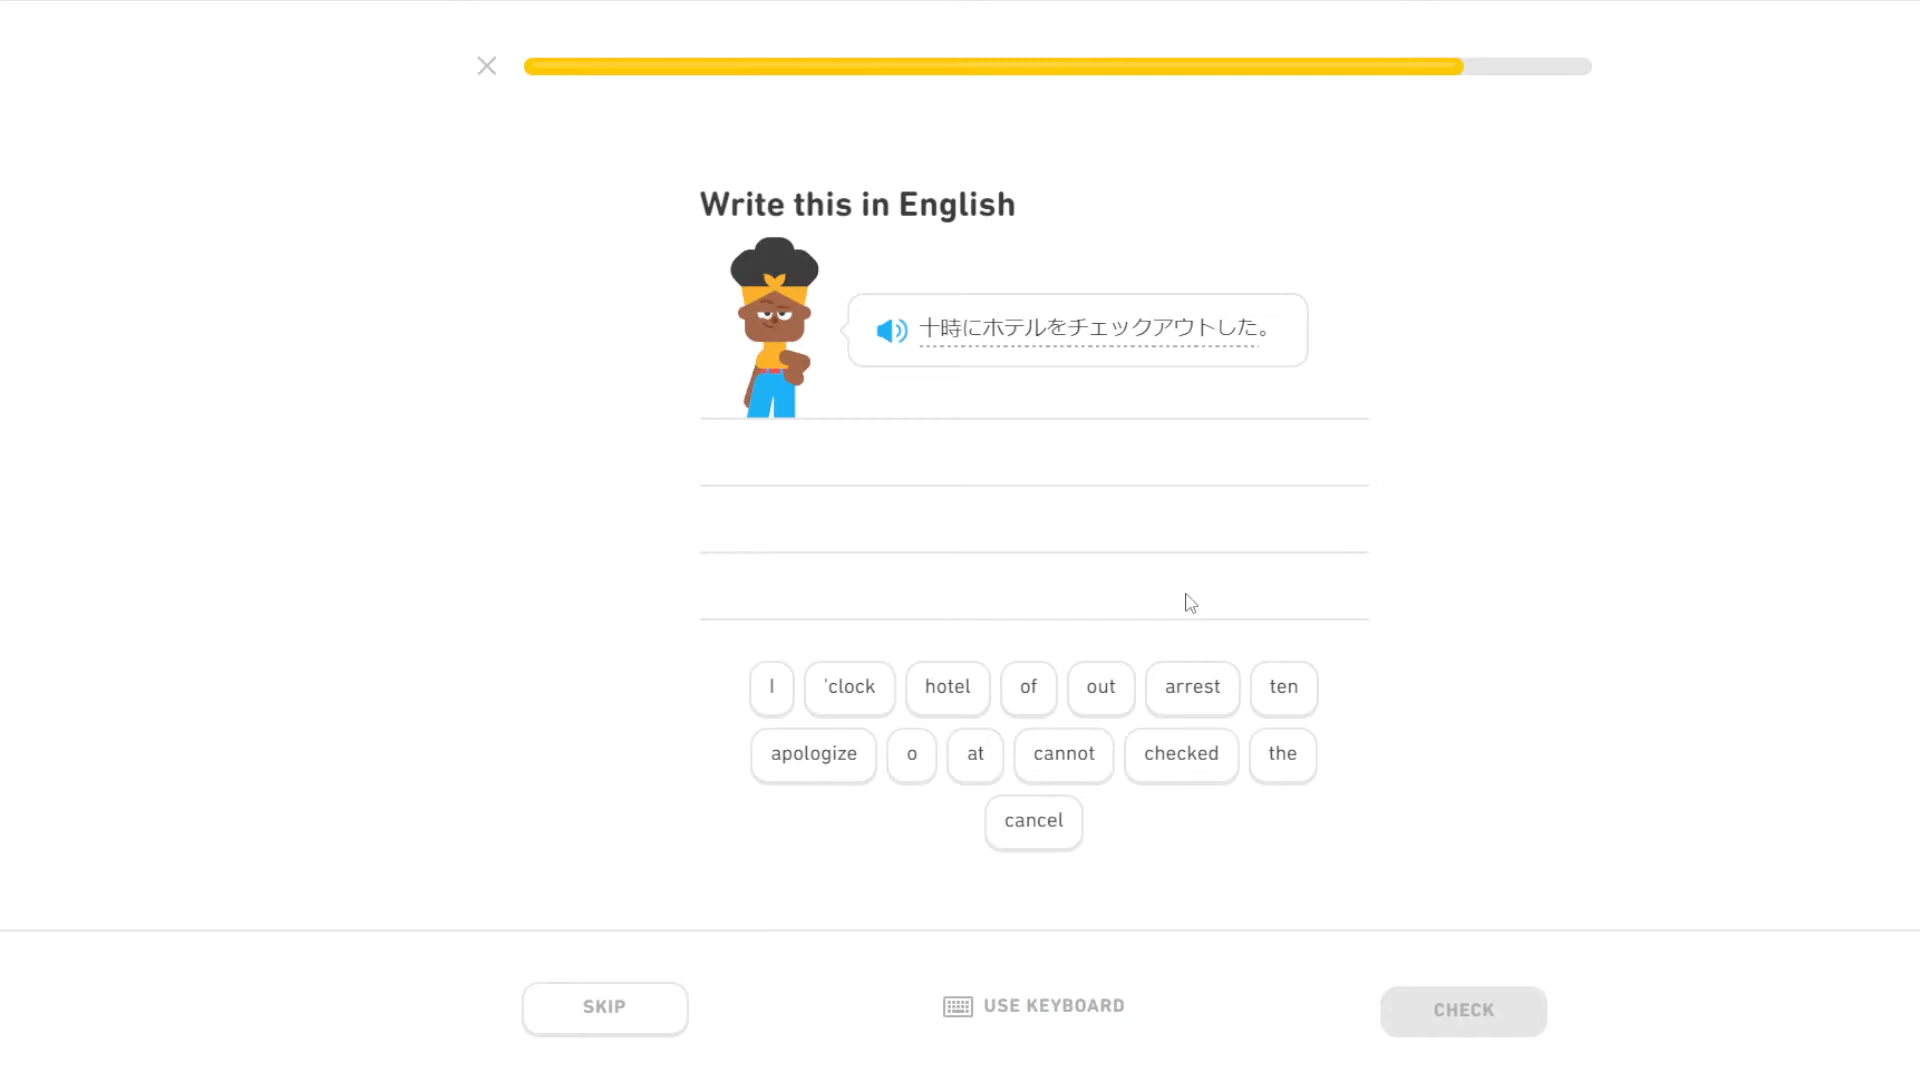 Write this in English
十時にホテルをチェックアウトした。
I 'clock hotel of out arrest ten
apologize o at cannot checked the
cancel
SKIP USE KEYBOARD CHECK